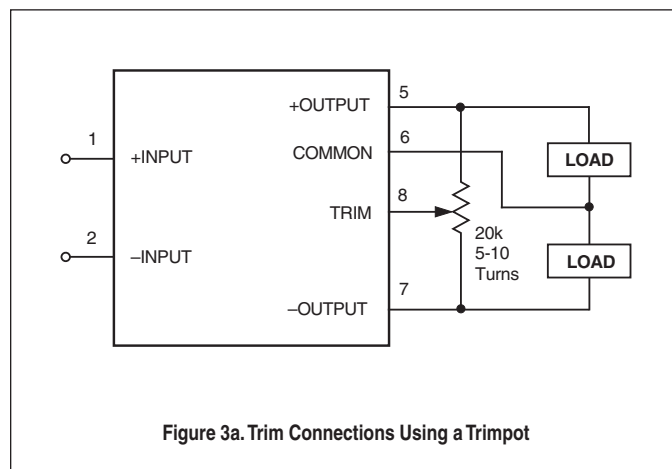 5
+OUTPUT
6
1
COMMON
LOAD
+INPUT
8
TRIM
2
20k
5-10
Turns
LOAD
–INPUT
7
–OUTPUT
Figure 3a. Trim Connections Using a Trimpot